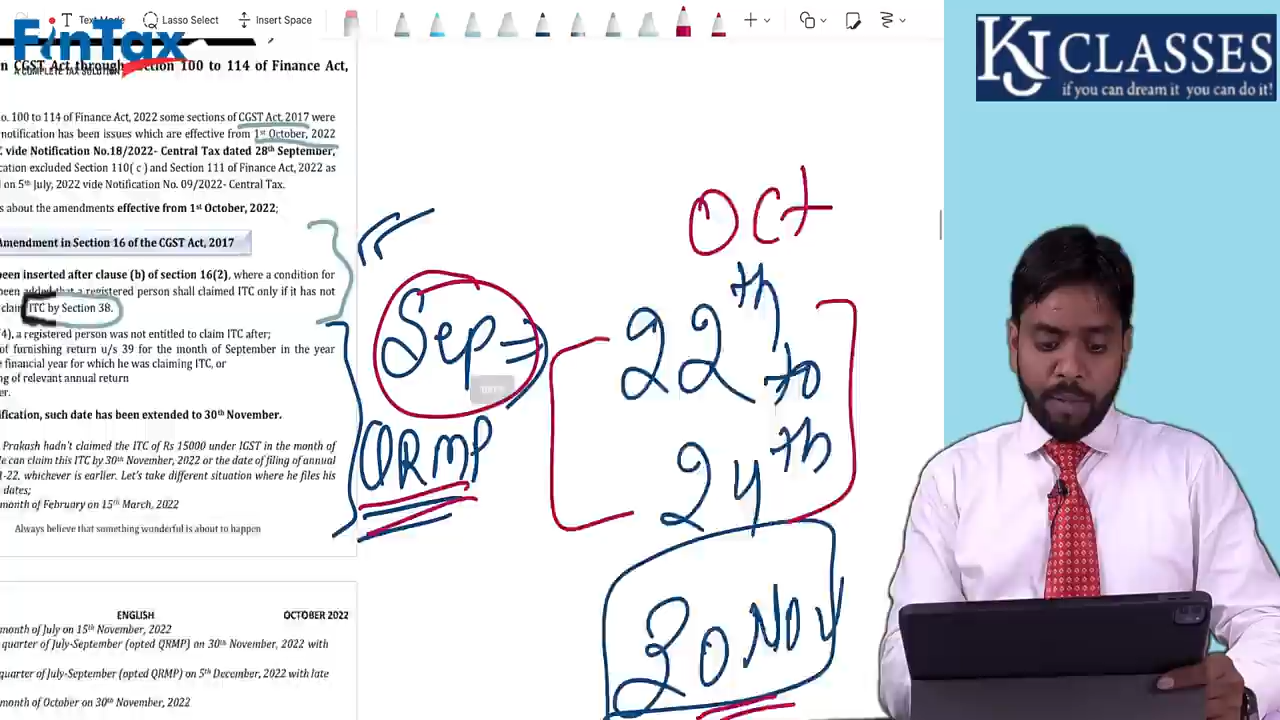 Text Mode
Lasso Select
Insert Space
FinTax
A COMPLETE TAX SOLUTION
n CGST Act through Section 100 to 114 of Finance Act,
o. 100 to 114 of Finance Act, 2022 some sections of CGST Act, 2017 were
notification has been issues which are effective from 1st October, 2022
vide Notification No.18/2022- Central Tax dated 28th September,
cation excluded Section 110( c ) and Section 111 of Finance Act, 2022 as
d on 5th July, 2022 vide Notification No. 09/2022- Central Tax.
s about the amendments effective from 1st October, 2022;
Amendment in Section 16 of the CGST Act, 2017
been inserted after clause (b) of section 16(2), where a condition for
been added that a registered person shall claimed ITC only if it has not
claim ITC by Section 38.
(4), a registered person was not entitled to claim ITC after;
of furnishing return u/s 39 for the month of September in the year
e financial year for which he was claiming ITC, or
ng of relevant annual return
er.
ification, such date has been extended to 30th November.
Prakash hadn't claimed the ITC of Rs 15000 under IGST in the month of
e can claim this ITC by 30th November, 2022 or the date of filing of annual
1-22, whichever is earlier. Let's take different situation where he files his
dates;
month of February on 15th March, 2022
Always believe that something wonderful is about to happen
ENGLISH OCTOBER 2022
month of July on 15th November, 2022
quarter of July-September (opted QRMP) on 30th November, 2022 with
quarter of July-September (opted QRMP) on 5th December, 2022 with late
month of October on 30th November, 2022
Oct
Sep ⇒ 22th
to
24th
QRMP
30 Nov
KJ CLASSES
if you can dream it you can do it!